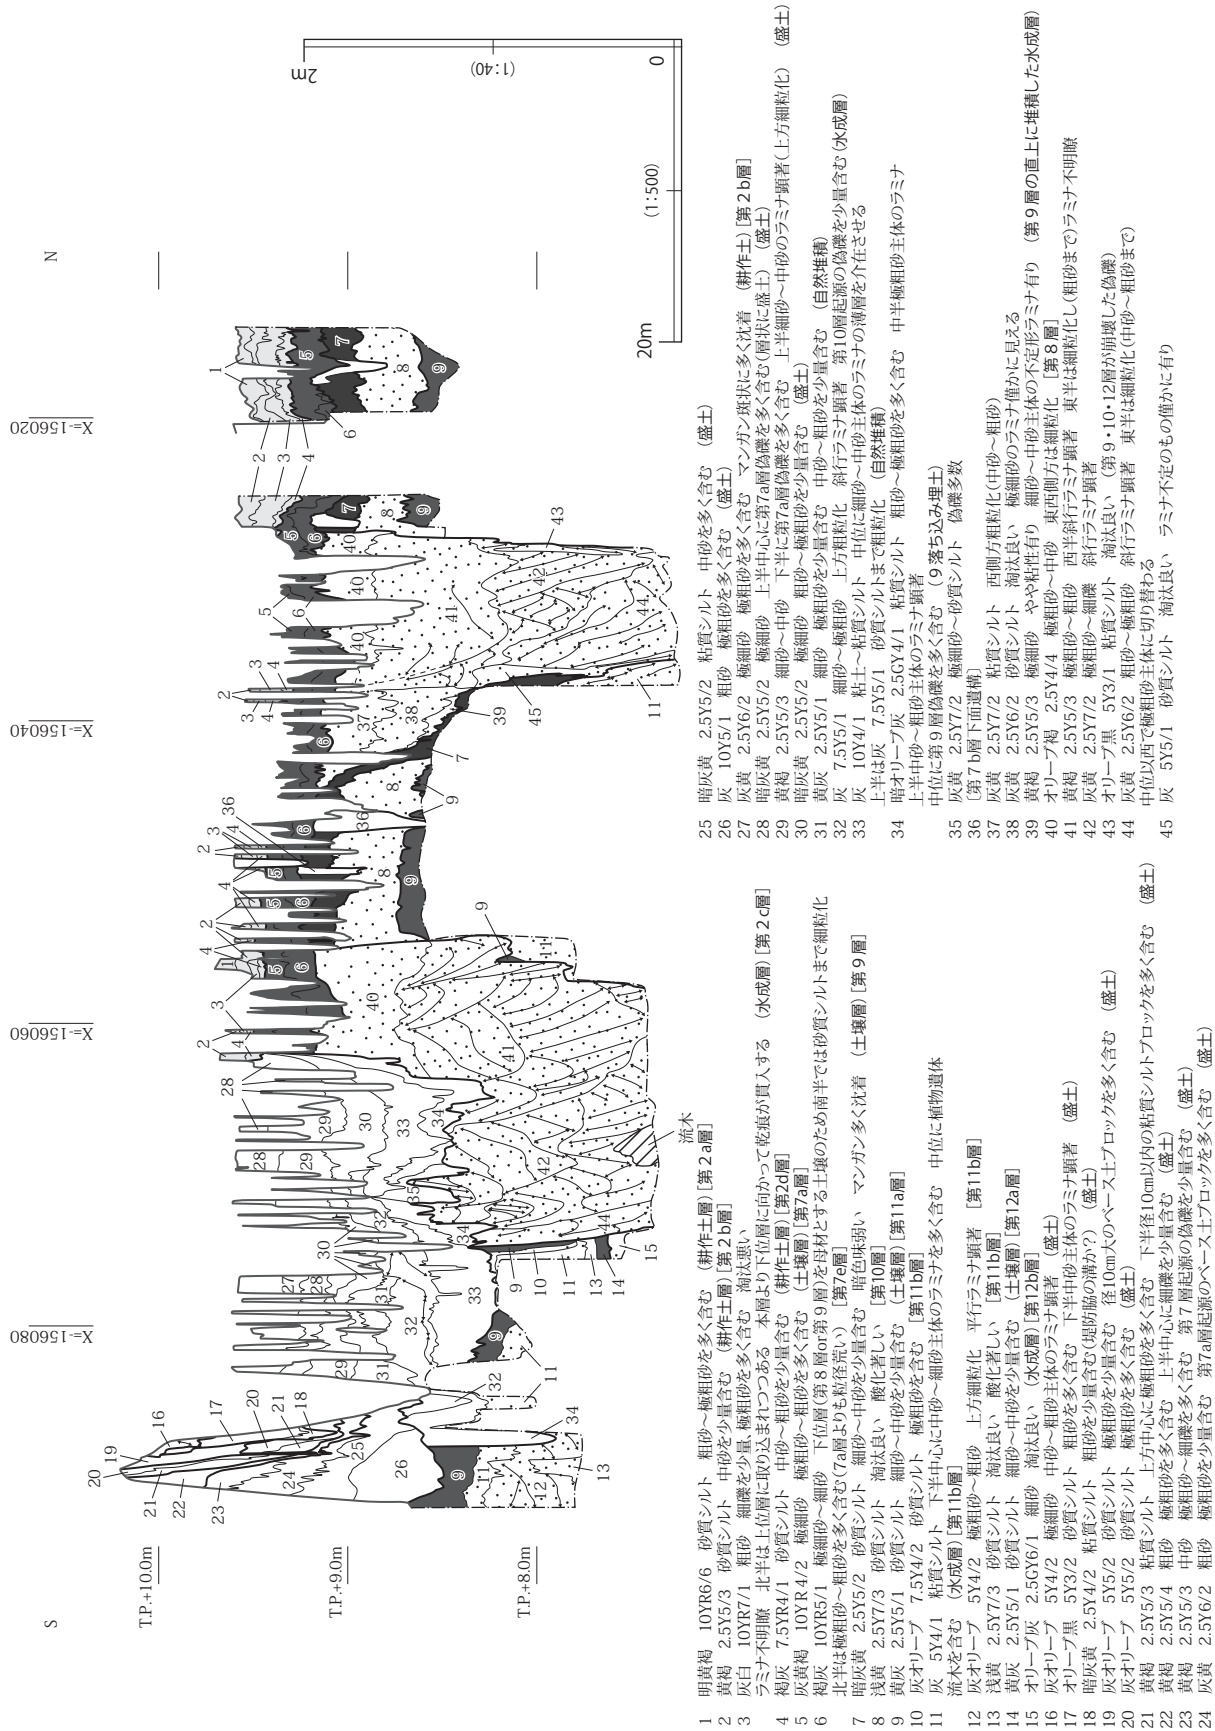 S
N
X=-156080
X=-156060
X=-156040
X=-156020
T.P.+10.0m
T.P.+9.0m
T.P.+8.0m
流木
2m
(1:40)
0
(1:500)
20m
1 明黄褐 10YR6/6 砂質シルト 粗砂～極粗砂を多く含む (耕作土層)[第2a層]
2 黄褐 2.5Y5/3 砂質シルト 中砂を少量含む (耕作土層)[第2b層]
3 灰白 10YR7/1 粗砂 細礫を少量、極粗砂を多く含む 淘汰悪い
ラミナ不明瞭 北半は上位層に取り込まれつつある 本層より下位層に向かって乾痕が貫入する (水成層)[第2c層]
4 褐灰 7.5YR4/1 砂質シルト 中砂～粗砂を少量含む (耕作土層)[第2d層]
5 灰黄褐 10YR4/2 極細砂 極粗砂～粗砂を多く含む (土壌層)[第7a層]
6 褐灰 10YR5/1 極細砂～細砂 下位層(第8層or第9層)を母材とする土壌のため南半では砂質シルトまで細粒化
北半は極粗砂～粗砂を多く含む(7a層よりも粒径荒い) [第7e層]
7 暗灰黄 2.5Y5/2 砂質シルト 細砂～中砂を少量含む 暗色味弱い マンガン多く沈着 (土壌層)[第9層]
8 浅黄 2.5Y7/3 砂質シルト 淘汰良い 酸化著しい [第10層]
9 黄灰 2.5Y5/1 砂質シルト 細砂～中砂を少量含む (土壌層)[第11a層]
10 灰オリーブ 7.5Y4/2 砂質シルト 極粗砂を含む [第11b層]
11 灰 5Y4/1 粘質シルト 下半中心に中砂～細砂主体のラミナを多く含む 中位に植物遺体
流木を含む (水成層)[第11b層]
12 灰オリーブ 5Y4/2 極粗砂～粗砂 上方細粒化 平行ラミナ顕著 [第11b層]
13 浅黄 2.5Y7/3 砂質シルト 淘汰良い 酸化著しい [第11b層]
14 黄灰 2.5Y5/1 砂質シルト 細砂～中砂を少量含む (土壌層)[第12a層]
15 オリーブ灰 2.5GY6/1 細砂 淘汰良い (水成層)[第12b層]
16 灰オリーブ 5Y4/2 極細砂 中砂～粗砂主体のラミナ顕著 (盛土)
17 オリーブ黒 5Y3/2 砂質シルト 粗砂を多く含む 下半中砂主体のラミナ顕著 (盛土)
18 暗灰黄 2.5Y4/2 粘質シルト 粗砂を少量含む(堤防脇の溝か?) (盛土)
19 灰オリーブ 5Y5/2 砂質シルト 極粗砂を少量含む 径10cm大のベース土ブロックを多く含む (盛土)
20 灰オリーブ 5Y5/2 砂質シルト 極粗砂を多く含む (盛土)
21 黄褐 2.5Y5/3 粘質シルト 上方中心に極粗砂を多く含む 下半径10cm以内の粘質シルトブロックを多く含む (盛土)
22 黄褐 2.5Y5/4 粗砂 極粗砂を多く含む 上半中心に細礫を少量含む (盛土)
23 黄褐 2.5Y5/3 中砂 極粗砂～細礫を多く含む 第7層起源の偽礫を少量含む (盛土)
24 灰黄 2.5Y6/2 粗砂 極粗砂を少量含む 第7a層起源のベース土ブロックを多く含む (盛土)
25 暗灰黄 2.5Y5/2 粘質シルト 中砂を多く含む (盛土)
26 灰 10Y5/1 粗砂 極粗砂を多く含む (盛土)
27 灰黄 2.5Y6/2 極細砂 極粗砂を多く含む マンガン斑状に多く沈着 (耕作土)[第2b層]
28 暗灰黄 2.5Y5/2 極細砂 上半中心に第7a層偽礫を多く含む(層状に盛土) (盛土)
29 黄褐 2.5Y5/3 細砂～中砂 下半に第7a層偽礫を多く含む 上半細砂～中砂のラミナ顕著(上方細粒化) (盛土)
30 暗灰黄 2.5Y5/2 極細砂 粗砂～極粗砂を少量含む (盛土)
31 黄灰 2.5Y5/1 細砂 極粗砂を少量含む 中砂～粗砂を少量含む (自然堆積)
32 灰 7.5Y5/1 細砂～極粗砂 上方粗粒化 斜行ラミナ顕著 第10層起源の偽礫を少量含む(水成層)
33 灰 10Y4/1 粘土～粘質シルト 中位に細砂～中砂主体のラミナの薄層を介在させる
上半は灰 7.5Y5/1 砂質シルトまで粗粒化 (自然堆積)
34 暗オリーブ灰 2.5GY4/1 粘質シルト 粗砂～極粗砂を多く含む 中半極粗砂主体のラミナ
上半中砂～粗砂主体のラミナ顕著
中位に第9層偽礫を多く含む (9落ち込み埋土)
35 灰黄 2.5Y7/2 極細砂～砂質シルト 偽礫多数
36 [第7b層下面遺構]
37 灰黄 2.5Y7/2 粘質シルト 西側方粗粒化(中砂～粗砂)
38 灰黄 2.5Y6/2 砂質シルト 淘汰良い 極細砂のラミナ僅かに見える
39 黄褐 2.5Y5/3 極細砂 やや粘性有り 細砂～中砂主体の不定形ラミナ有り (第9層の直上に堆積した水成層)
40 オリーブ褐 2.5Y4/4 極粗砂～中砂 東西側方は細粒化 [第8層]
41 黄褐 2.5Y5/3 極粗砂～粗砂 西半斜行ラミナ顕著 東半は細粒化し(粗砂まで)ラミナ不明瞭
42 灰黄 2.5Y7/2 極粗砂～細礫 斜行ラミナ顕著
43 オリーブ黒 5Y3/1 粘質シルト 淘汰良い (第9・10・12層が崩壊した偽礫)
44 灰黄 2.5Y6/2 粗砂～極粗砂 斜行ラミナ顕著 東半は細粒化(中砂～粗砂まで)
中位以西で極粗砂主体に切り替わる
45 灰 5Y5/1 砂質シルト 淘汰良い ラミナ不定のもの僅かに有り